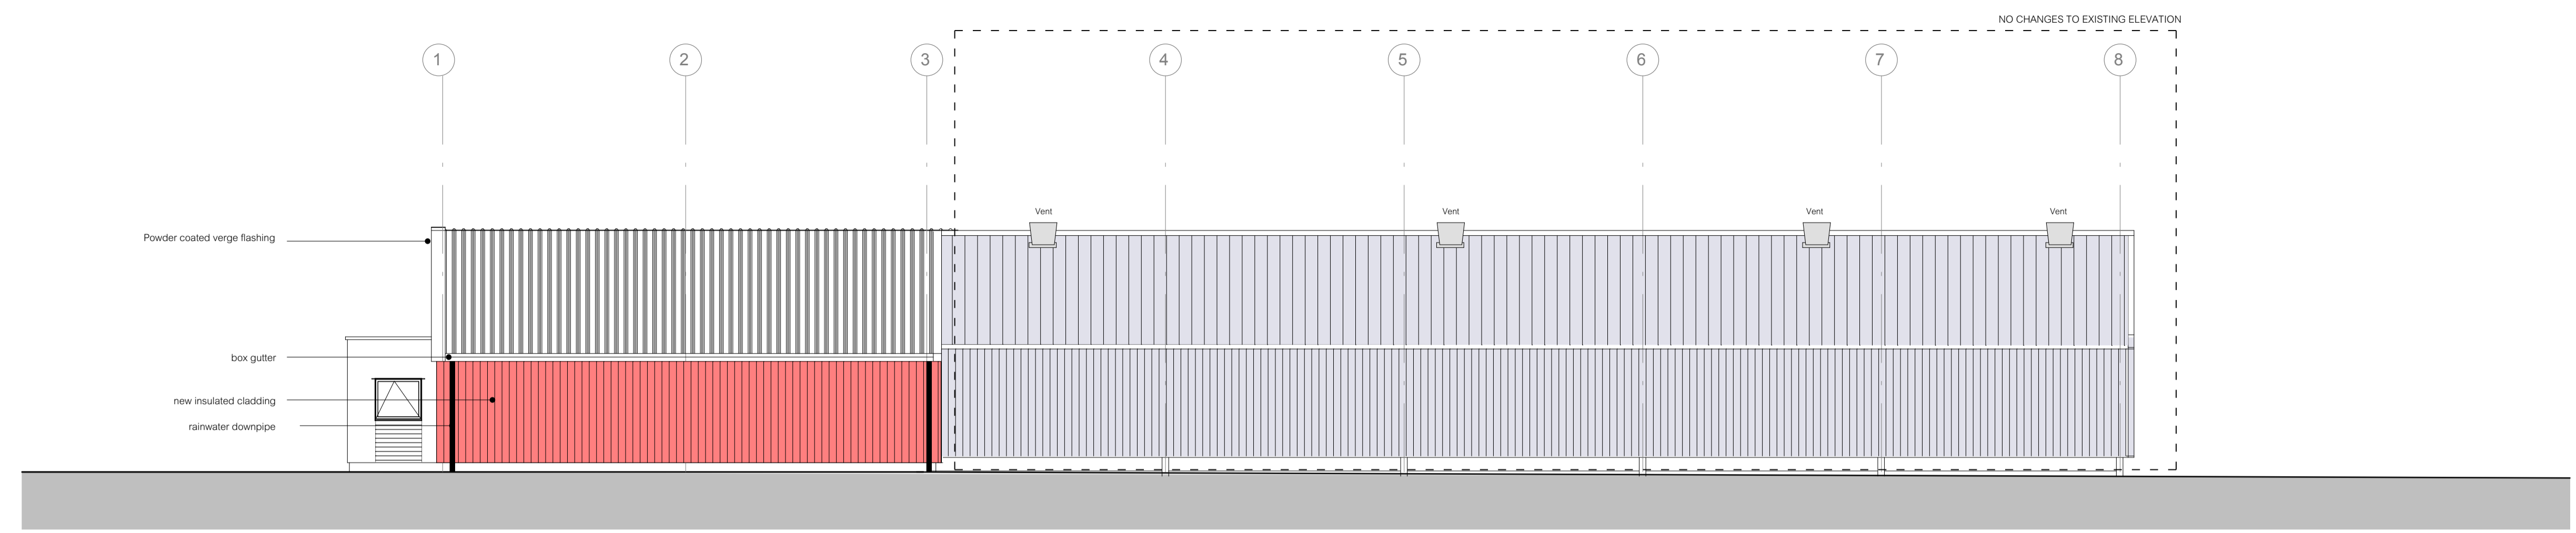 NO CHANGES TO EXISTING ELEVATION
1 2 3 4 5 6 7 8
Vent Vent Vent Vent
Powder coated verge flashing
box gutter
new insulated cladding
rainwater downpipe